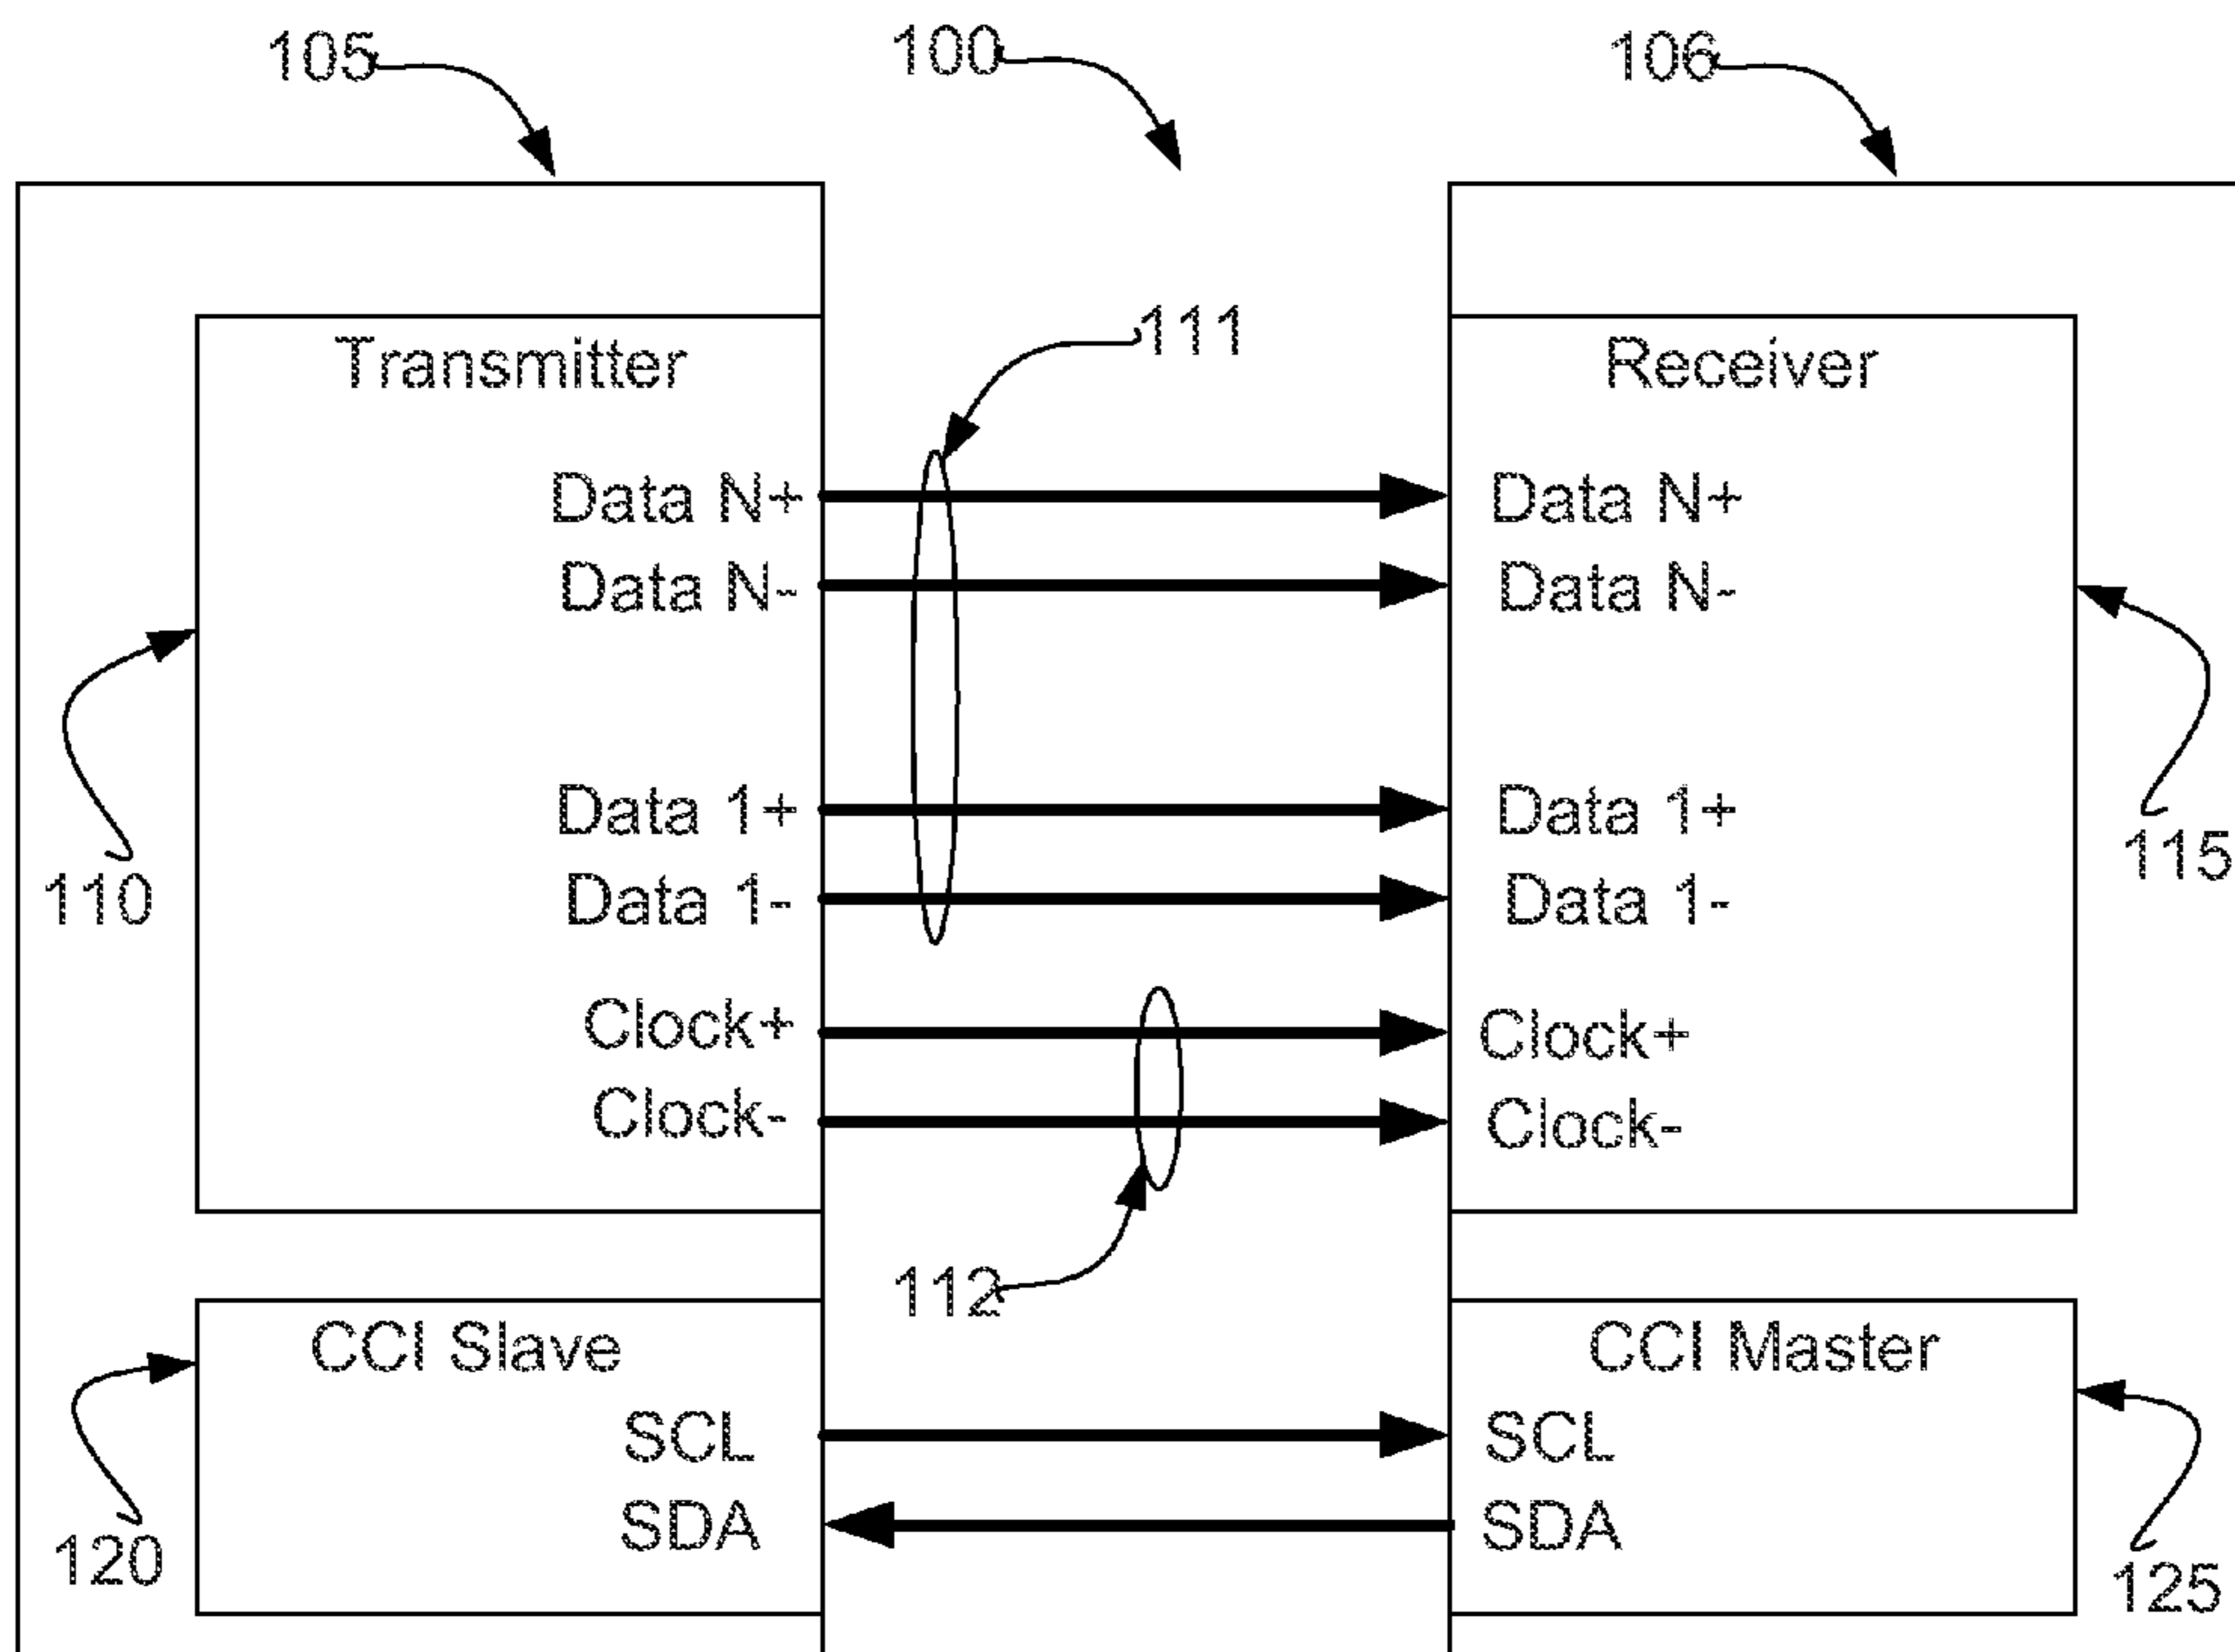 105 100 106
111
Transmitter Receiver
Data N+ Data N+
Data N- Data N-
Data 1+ Data 1+
110 Data 1- Data 1- 115
Clock+ Clock+
Clock- Clock-
112
CCI Slave CCI Master
SCL SCL
SDA SDA
120 125